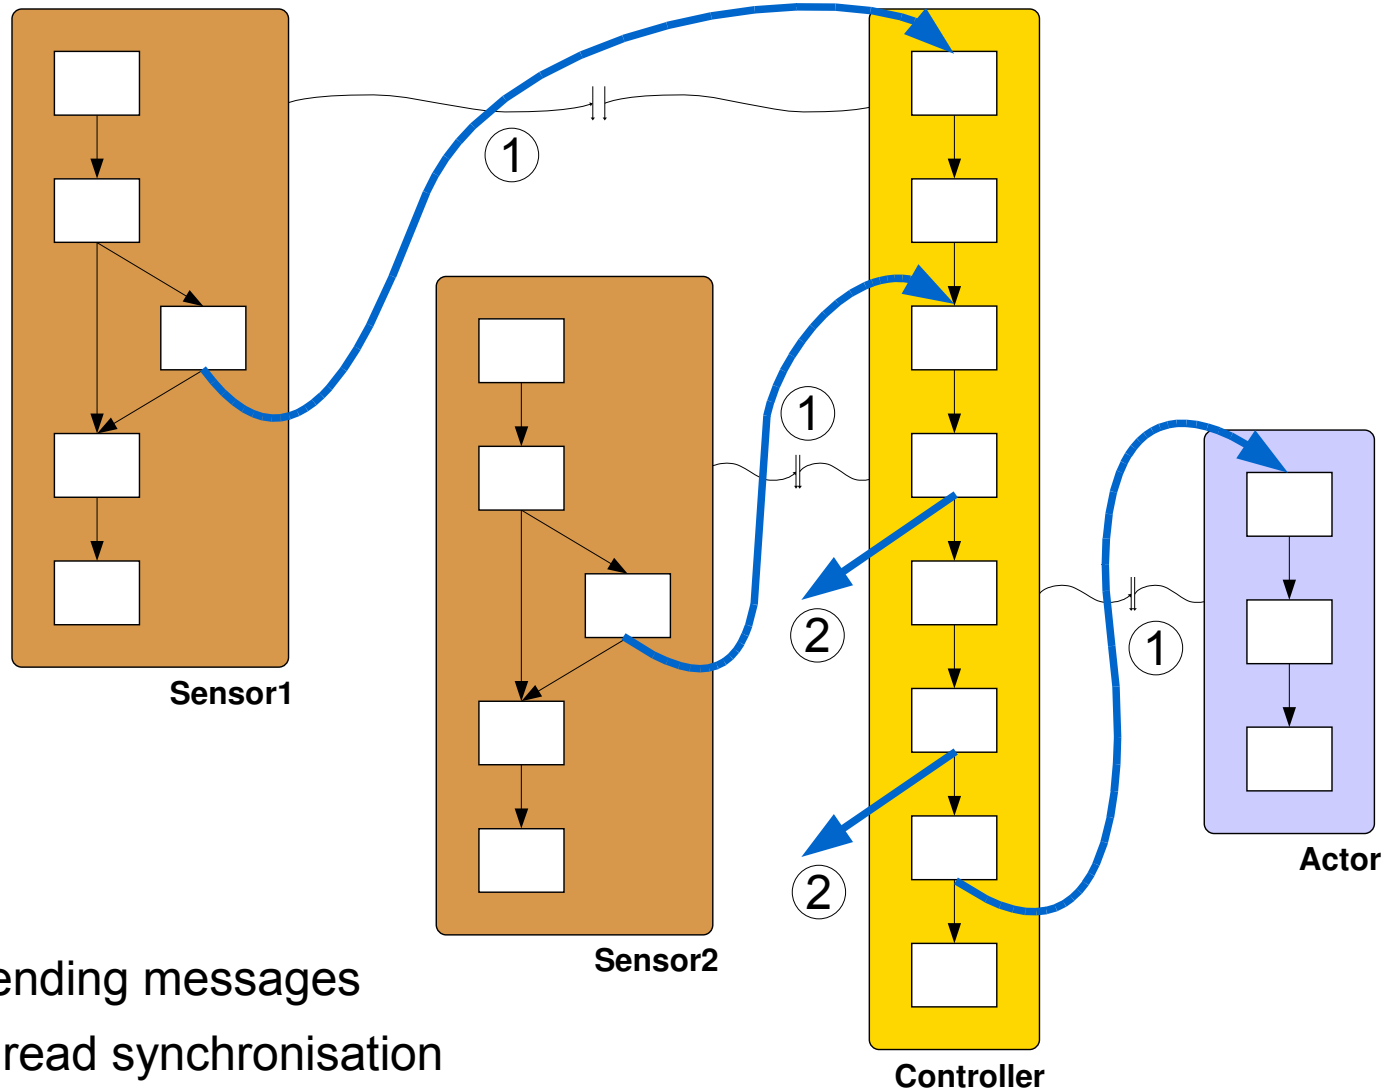 1
1
1
2
Sensor1
2
Actor
Sensor2
ending messages
read synchronisation
Controller